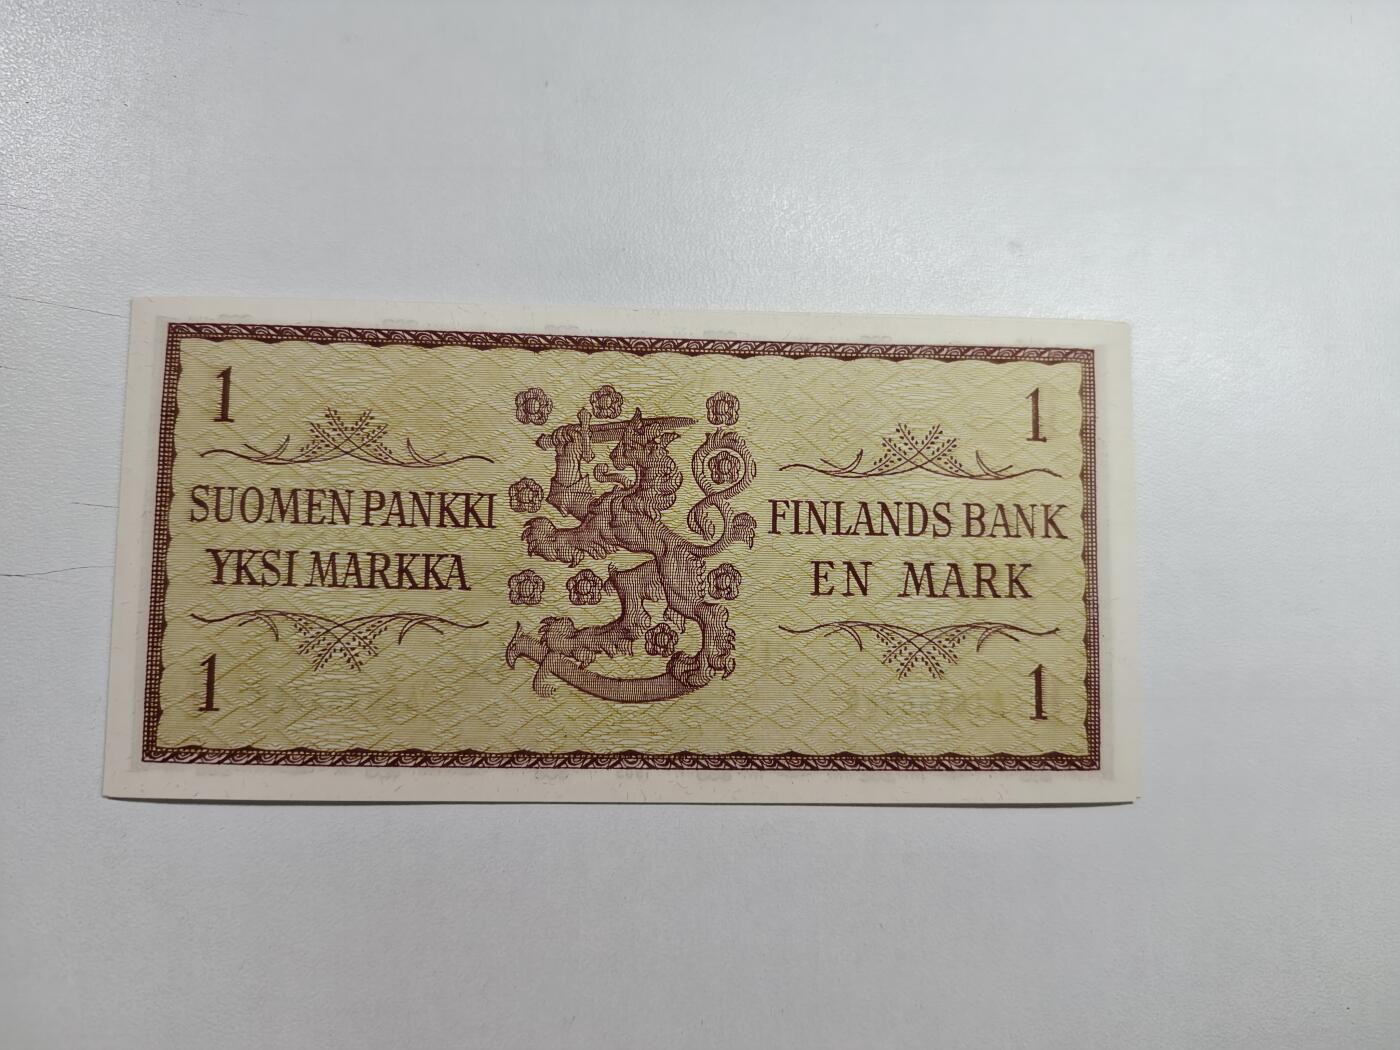 1
1
SUOMEN PANKKI
YKSI MARKKA
FINLANDS BANK
EN MARK
1
1